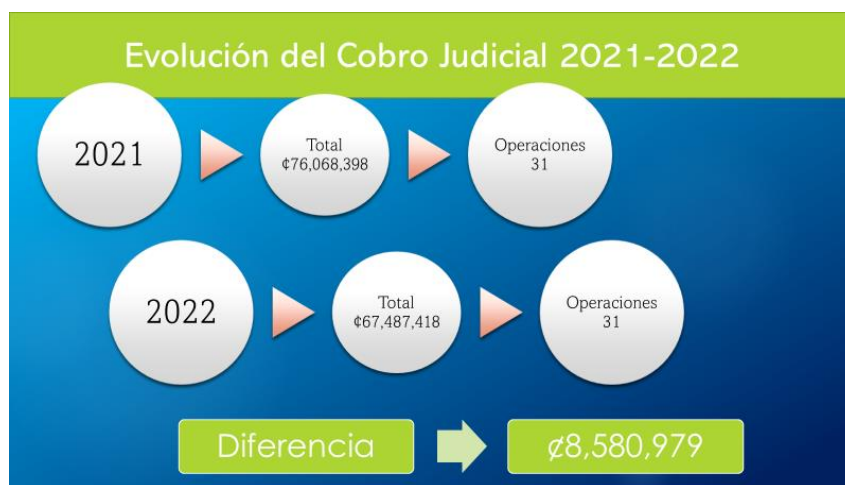 Evolución del Cobro Judicial 2021-2022
2021
Total
¢76,068,398
Operaciones
31
2022
Total
¢67,487,418
Operaciones
31
Diferencia
¢8,580,979